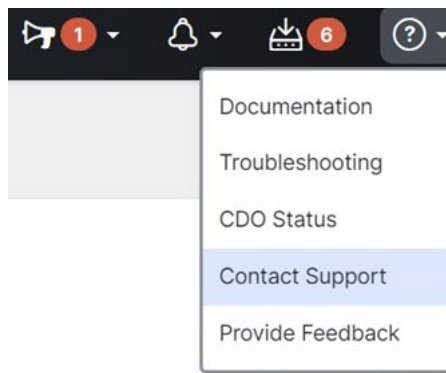 1
6
?
Documentation
Troubleshooting
CDO Status
Contact Support
Provide Feedback